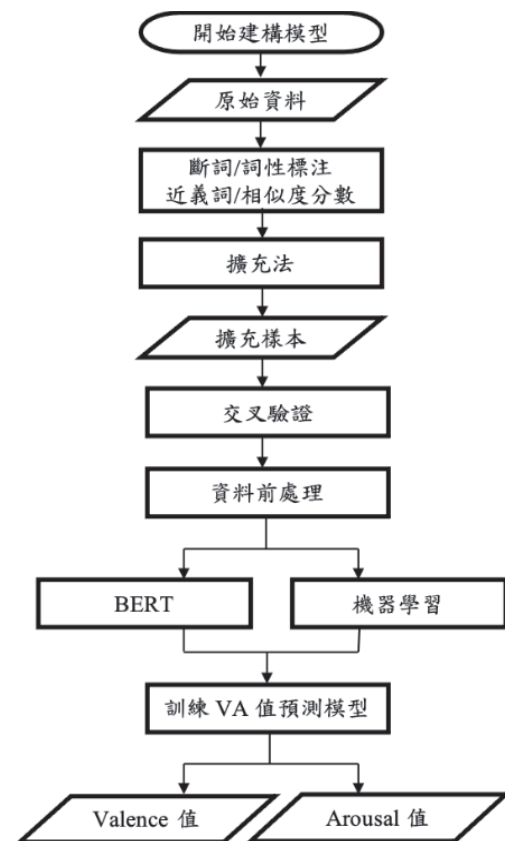 開始建構模型
原始資料
斷詞/詞性標注
近義詞/相似度分數
擴充法
擴充樣本
交叉驗證
資料前處理
BERT
機器學習
訓練 VA 值預測模型
Valence 值
Arousal 值